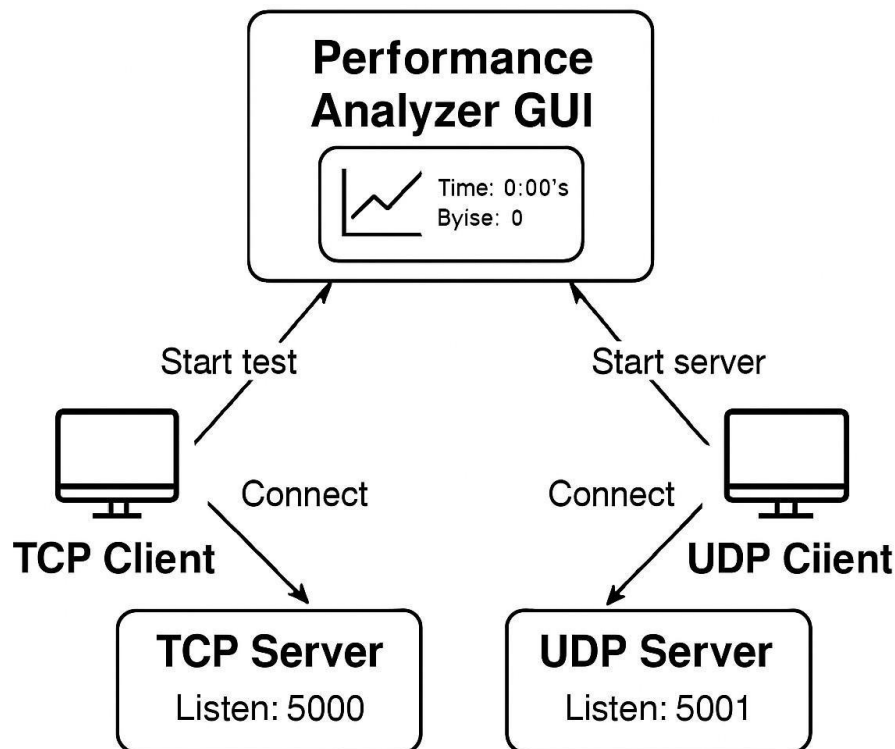 Performance
Analyzer GUI
Time: 0:00's
Byise: 0
Start test
Start server
Connect
Connect
TCP Client
UDP Ciient
TCP Server
Listen: 5000
UDP Server
Listen: 5001